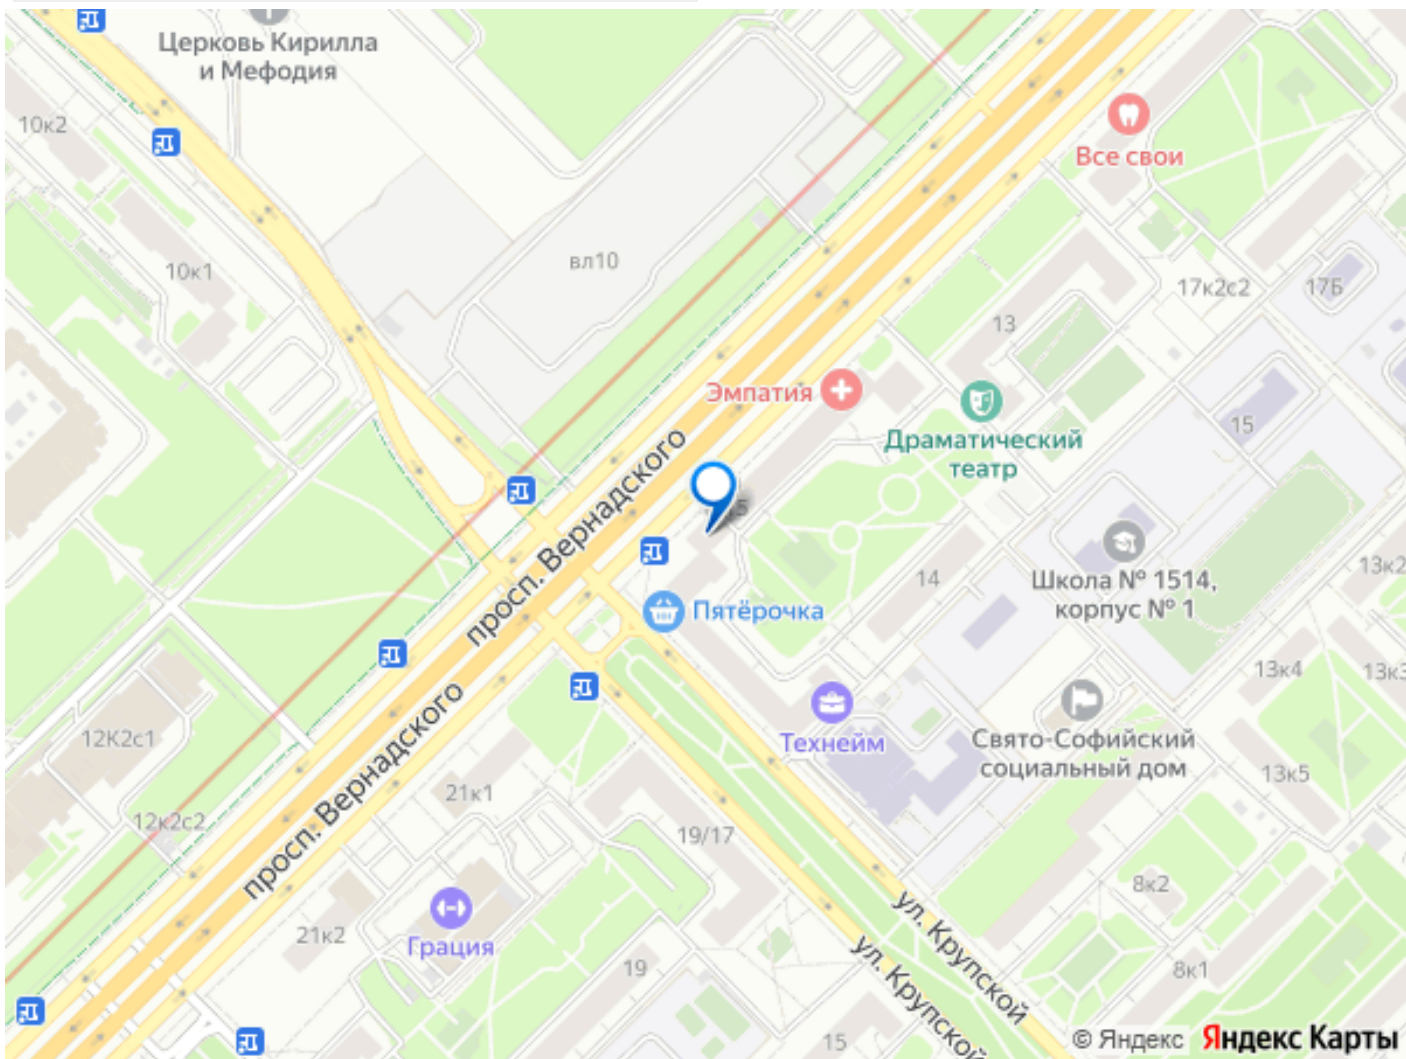 Церковь Кирилла
и Мефодия
10к2
Все свои
10к1
вл10
17к2с2
17Б
13
Эмпатия
Драматический
театр
15
просп. Вернадского
Школа № 1514,
корпус № 1
14
13к2
Пятёрочка
13к4
13к3
12К2с1
Технейм
Свято-Софийский
социальный дом
13к5
просп. Вернадского
21к1
12к2с2
19/17
8к2
21к2
Грация
ул. Крупской
ул. Крупской
19
8к1
15
© Яндекс Яндекс Карты